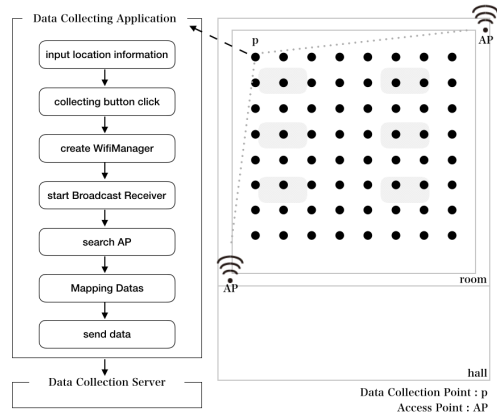 Data Collecting Application
input location information
collecting button click
create WifiManager
start Broadcast Receiver
search AP
Mapping Datas
send data
Data Collection Server
p
AP
AP
room
hall
Data Collection Point : p
Access Point : AP